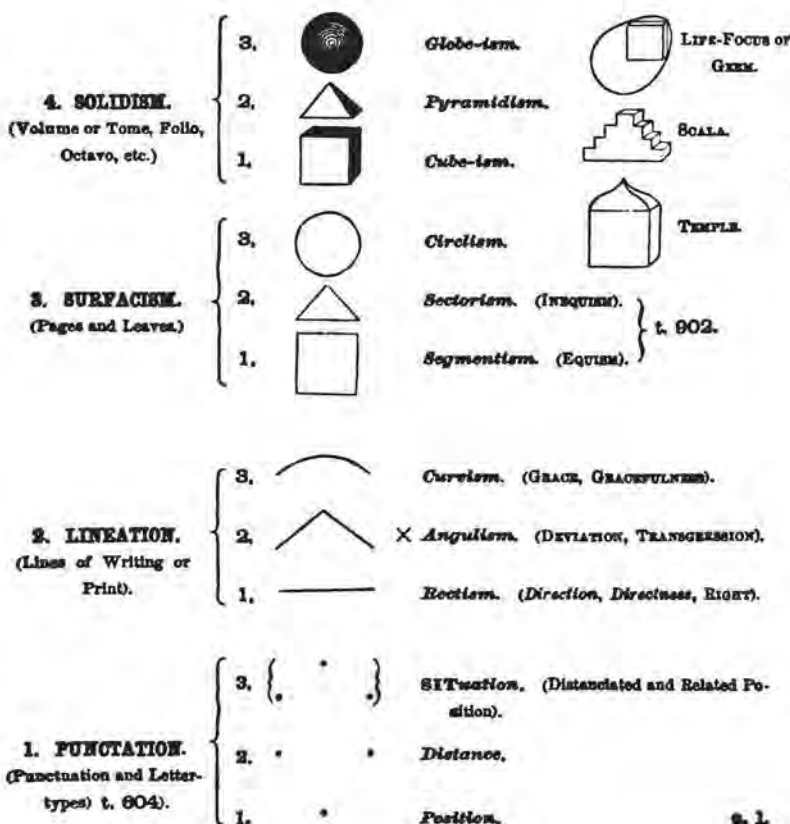 3. Globe-ism. LIFE-FOCUS or GERM.
4. SOLIDISM.
(Volume or Tome, Folio, Octavo, etc.)
2. Pyramidism. SCALA.
1. Cube-ism. TEMPLE.
3. Circlism.
3. SURFACISM.
(Pages and Leaves.)
2. Sectorism. (INEQUISM).
t. 902.
1. Segmentism. (EQUISM).
3. Curvism. (GRACE, GRACEFULNESS).
2. LINEATION.
(Lines of Writing or Print).
2. × Angulism. (DEVIATION, TRANSGRESSION).
1. Rectism. (Direction, Directness, RIGHT).
3. SITuation. (Distanciated and Related Position).
1. PUNCTATION.
(Punctuation and Letter-types) t. 604).
2. Distance,
1. Position.